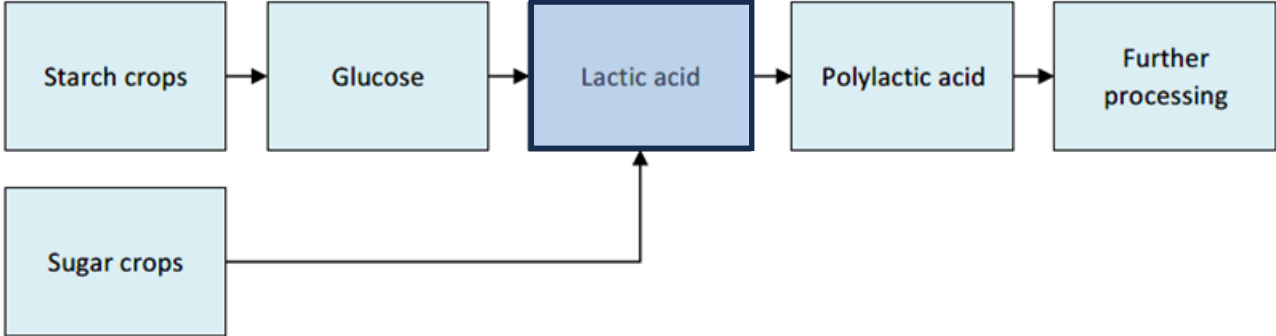 Starch crops
Glucose
Lactic acid
Polylactic acid
Further
processing
Sugar crops